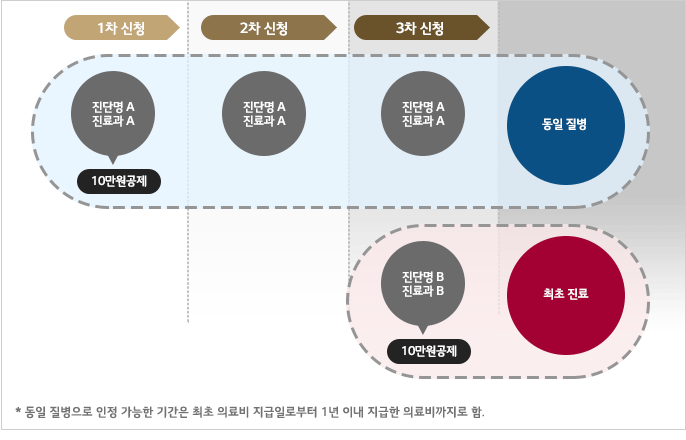 1차 신청
2차 신청
3차 신청
진단명 A
진료과 A
진단명 A
진료과 A
진단명 A
진료과 A
동일 질병
10만원공제
진단명 B
진료과 B
최초 진료
10만원공제
* 동일 질병으로 인정 가능한 기간은 최초 의료비 지급일로부터 1년 이내 지급한 의료비까지로 함.